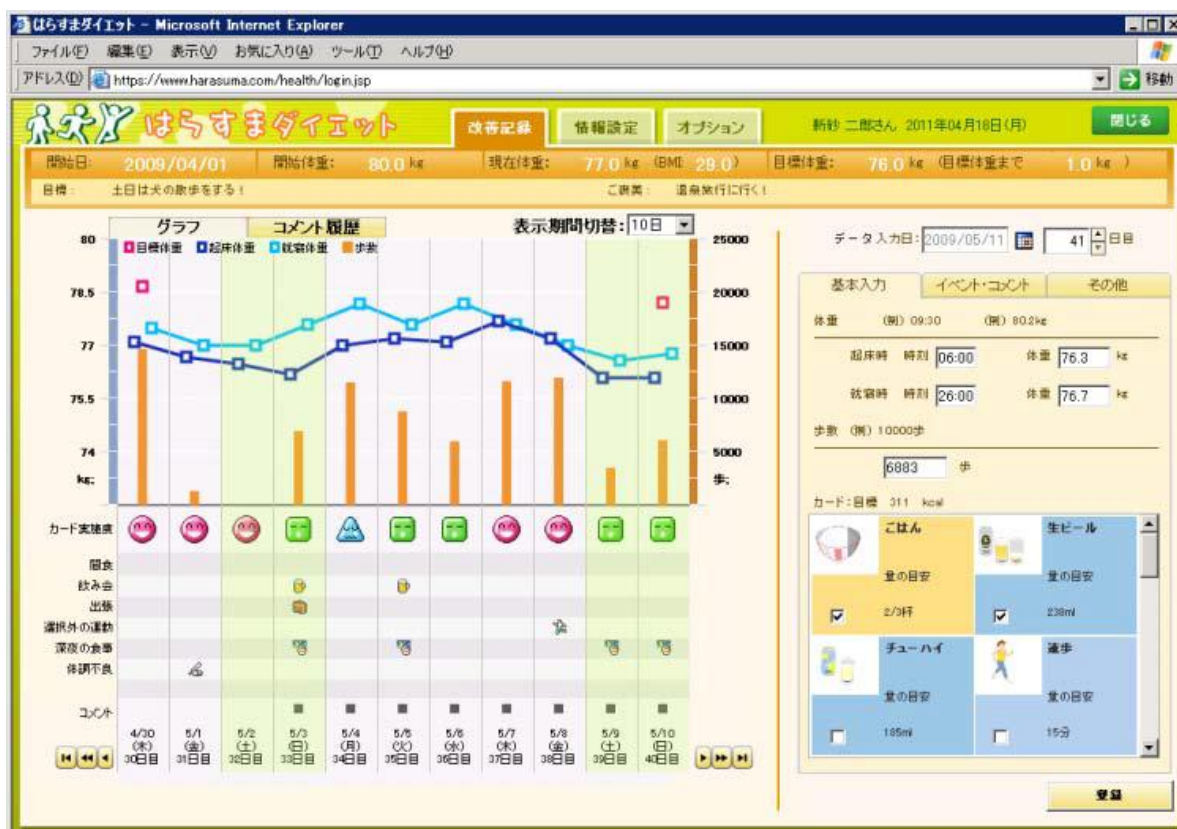 はらすまダイエット - Microsoft Internet Explorer
ファイル(F) 編集(E) 表示(V) お気に入り(A) ツール(T) ヘルプ(H)
アドレス(D) https://www.harasuma.com/health/login.jsp 移動
はらすまダイエット 改善記録 情報設定 オプション 新砂 二郎さん 2011年04月18日(月) 閉じる
開始日: 2009/04/01 開始体重: 80.0 kg 現在体重: 77.0 kg (BMI: 29.0) 目標体重: 76.0 kg (目標体重まで 1.0 kg )
目標: 土日は犬の散歩をする! ご褒美: 温泉旅行に行く!
グラフ コメント履歴 表示期間切替:10日
目標体重 起床体重 就寝体重 歩数
80 25000
78.5 20000
77 15000
75.5 10000
74 5000
kg; 歩;
カード実施度
間食
飲み会
出張
選択外の運動
深夜の食事
体調不良
コメント
4/30 5/1 5/2 5/3 5/4 5/5 5/6 5/7 5/8 5/9 5/10
(木) (金) (土) (日) (月) (火) (水) (木) (金) (土) (日)
30日目 31日目 32日目 33日目 34日目 35日目 36日目 37日目 38日目 39日目 40日目
データ入力日: 2009/05/11 41 日目
基本入力 イベント・コメント その他
体重 (例) 09:30 (例) 80.2kg
起床時 時刻 06:00 体重 76.3 kg
就寝時 時刻 26:00 体重 76.7 kg
歩数 (例) 10000歩
6883 歩
カード:目標 311 kcal
ごはん 生ビール
量の目安 量の目安
2/3杯 238ml
チューハイ 速歩
量の目安 量の目安
185ml 15分
登録